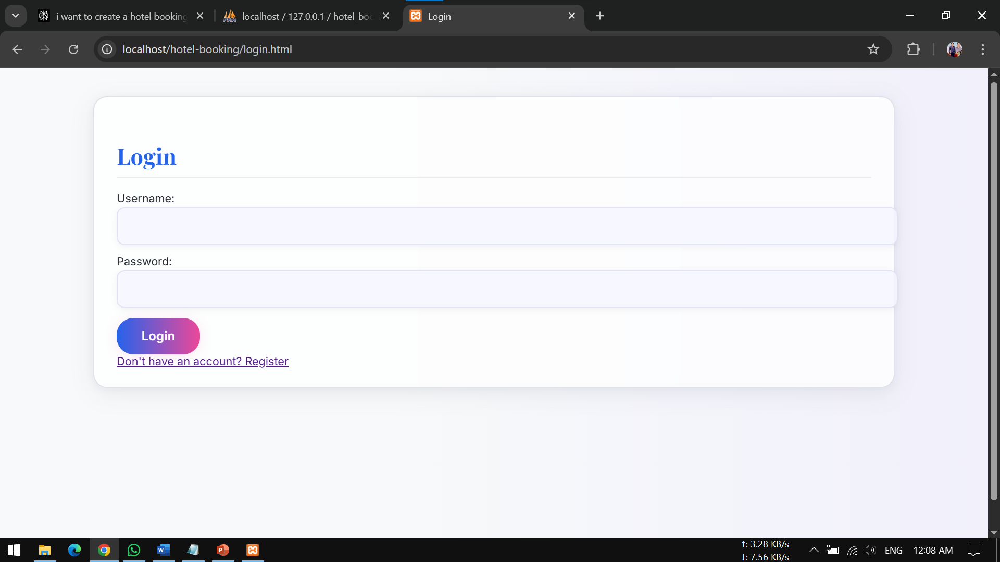 i want to create a hotel booking
localhost / 127.0.0.1 / hotel_boo
Login
localhost/hotel-booking/login.html
Login
Username:
Password:
Login
Don't have an account? Register
↑: 3.28 KB/s
↓: 7.56 KB/s
ENG
12:08 AM